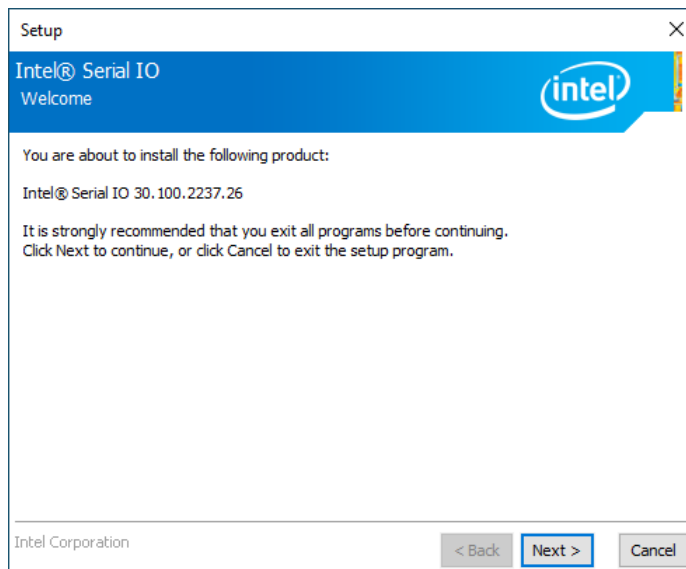 Setup
Intel® Serial IO
Welcome
intel
You are about to install the following product:
Intel® Serial IO 30.100.2237.26
It is strongly recommended that you exit all programs before continuing.
Click Next to continue, or click Cancel to exit the setup program.
Intel Corporation
< Back Next > Cancel